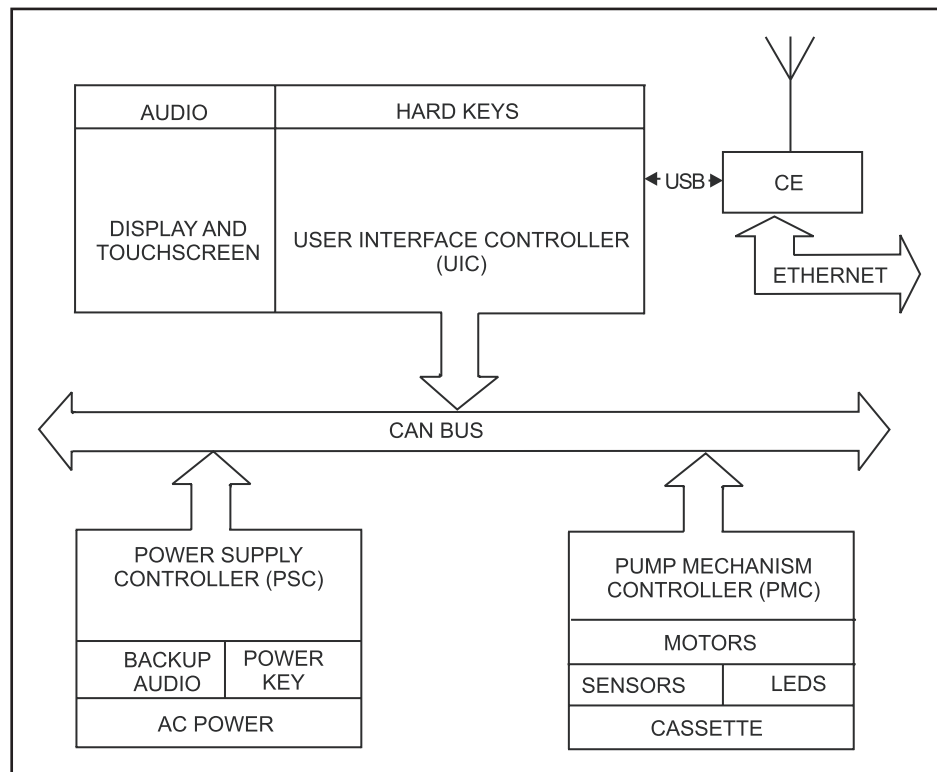 AUDIO
HARD KEYS
DISPLAY AND
TOUCHSCREEN
USER INTERFACE CONTROLLER
(UIC)
USB
CE
ETHERNET
CAN BUS
POWER SUPPLY
CONTROLLER (PSC)
BACKUP
AUDIO
POWER
KEY
AC POWER
PUMP MECHANISM
CONTROLLER (PMC)
MOTORS
SENSORS
LEDS
CASSETTE